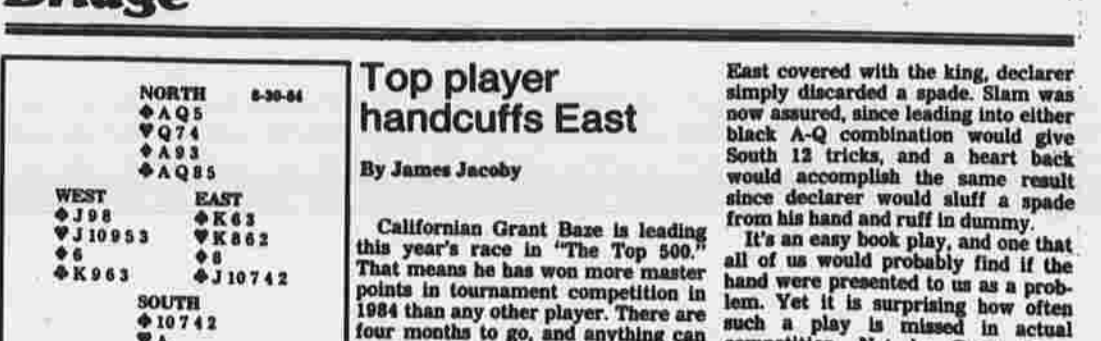 Bridge
NORTH 8-30-84
♠ A Q 5
♥ Q 7 4
♦ A 9 3
♣ A Q 8 5
WEST EAST
♠ J 9 8 ♠ K 6 3
♥ J 10 9 5 3 ♥ K 8 6 2
♦ 6 ♦ 8
♣ K 9 6 3 ♣ J 10 7 4 2
SOUTH
♠ 10 7 4 2
Top player
handcuffs East
By James Jacoby
Californian Grant Baze is leading
this year's race in "The Top 500."
That means he has won more master
points in tournament competition in
1984 than any other player. There are
four months to go, and anything can
East covered with the king, declarer
simply discarded a spade. Slam was
now assured, since leading into either
black A-Q combination would give
South 12 tricks, and a heart back
would accomplish the same result
since declarer would sluff a spade
from his hand and ruff in dummy.
It's an easy book play, and one that
all of us would probably find if the
hand were presented to us as a prob-
lem. Yet it is surprising how often
such a play is missed in actual